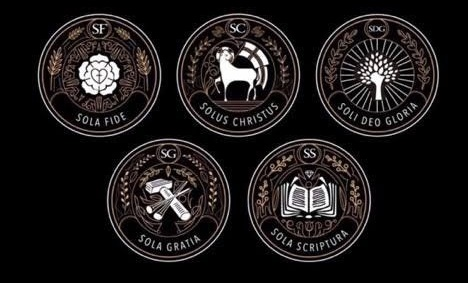 SF
SOLA FIDE
SC
SOLUS CHRISTUS
SDG
SOLI DEO GLORIA
SG
SOLA GRATIA
SS
SOLA SCRIPTURA